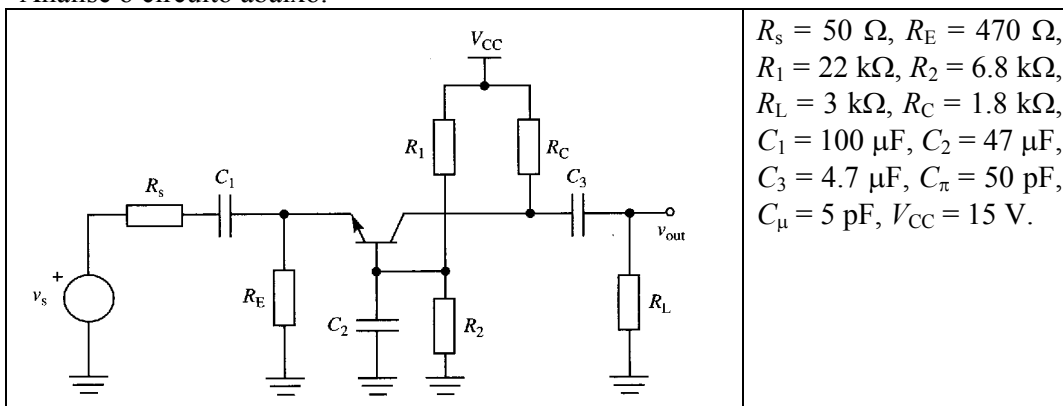 Analise o circuito abaixo.
V_CC
R_1
R_C
R_s
C_1
C_3
v_out
v_s
+
R_E
C_2
R_2
R_L
R_s = 50 Ω, R_E = 470 Ω,
R_1 = 22 kΩ, R_2 = 6.8 kΩ,
R_L = 3 kΩ, R_C = 1.8 kΩ,
C_1 = 100 μF, C_2 = 47 μF,
C_3 = 4.7 μF, C_π = 50 pF,
C_μ = 5 pF, V_CC = 15 V.